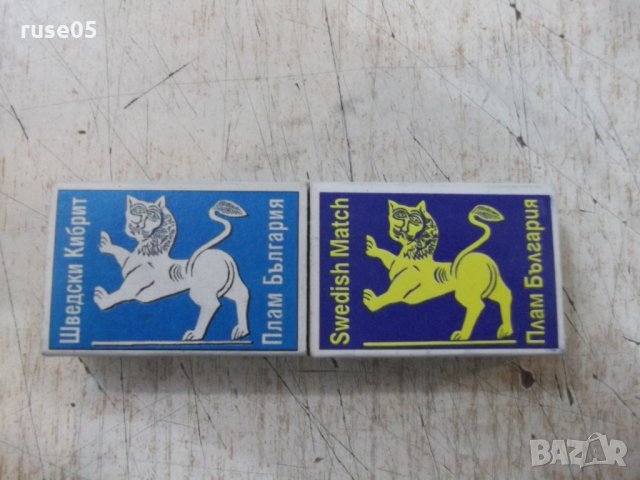 ruse05
Шведски Кибрит
Плам България
Swedish Match
Плам България
BAZAR